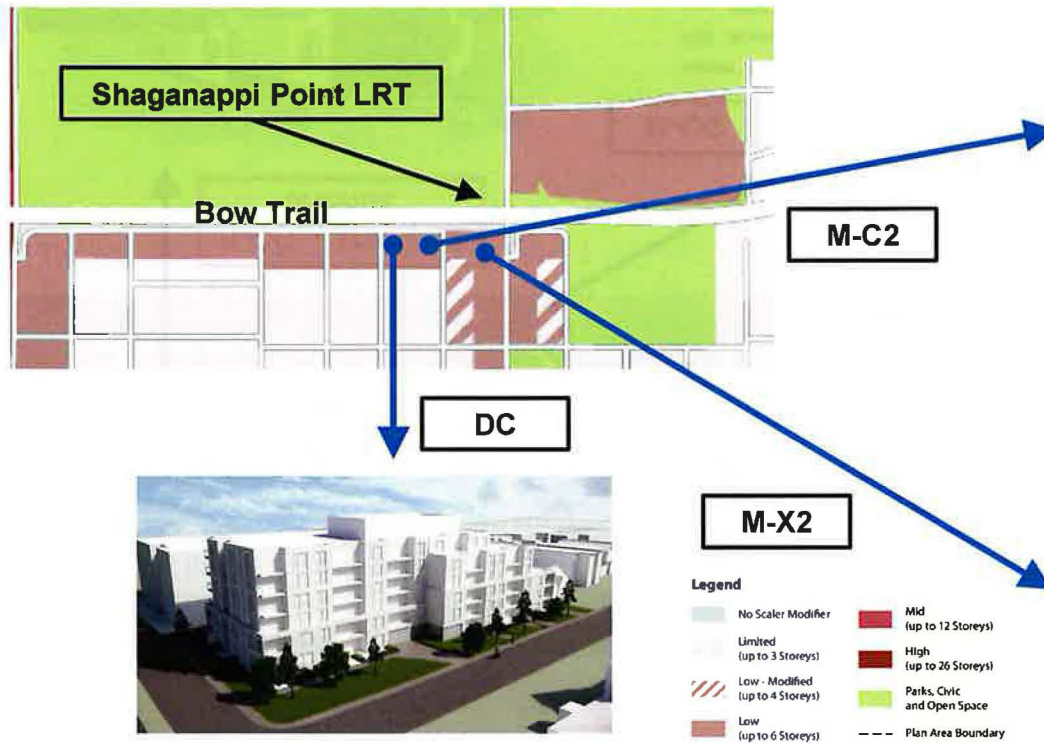 Shaganappi Point LRT
Bow Trail
M-C2
DC
M-X2
Legend
No Scaler Modifier
Limited
(up to 3 Storeys)
Low - Modified
(up to 4 Storeys)
Low
(up to 6 Storeys)
Mid
(up to 12 Storeys)
High
(up to 26 Storeys)
Parks, Civic
and Open Space
Plan Area Boundary